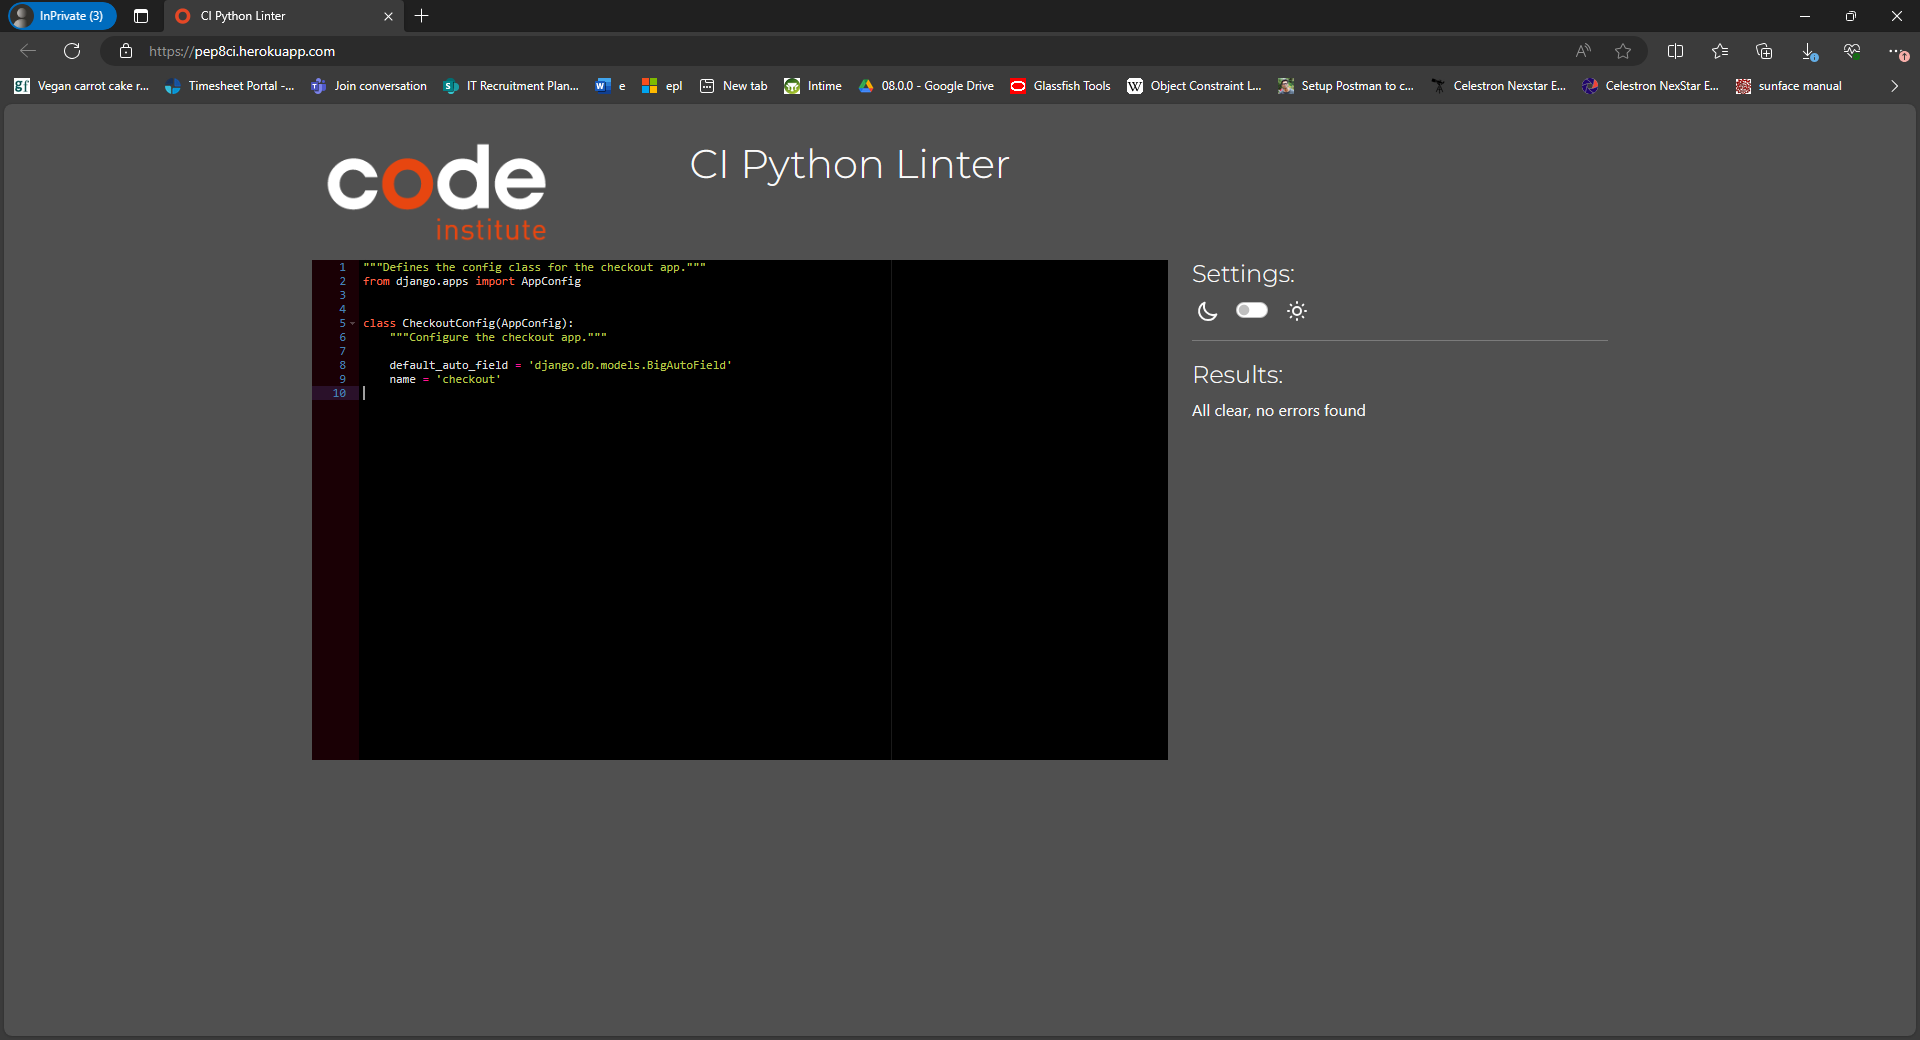 InPrivate (3)
CI Python Linter
https://pep8ci.herokuapp.com
gf Vegan carrot cake r... Timesheet Portal -... Join conversation IT Recruitment Plan... e epl New tab Intime 08.0.0 - Google Drive Glassfish Tools W Object Constraint L... Setup Postman to c... Celestron Nexstar E... Celestron NexStar E... sunface manual
code
institute
CI Python Linter
1 """Defines the config class for the checkout app."""
2 from django.apps import AppConfig
3
4
5 class CheckoutConfig(AppConfig):
6 """Configure the checkout app."""
7
8 default_auto_field = 'django.db.models.BigAutoField'
9 name = 'checkout'
10
Settings:
Results:
All clear, no errors found